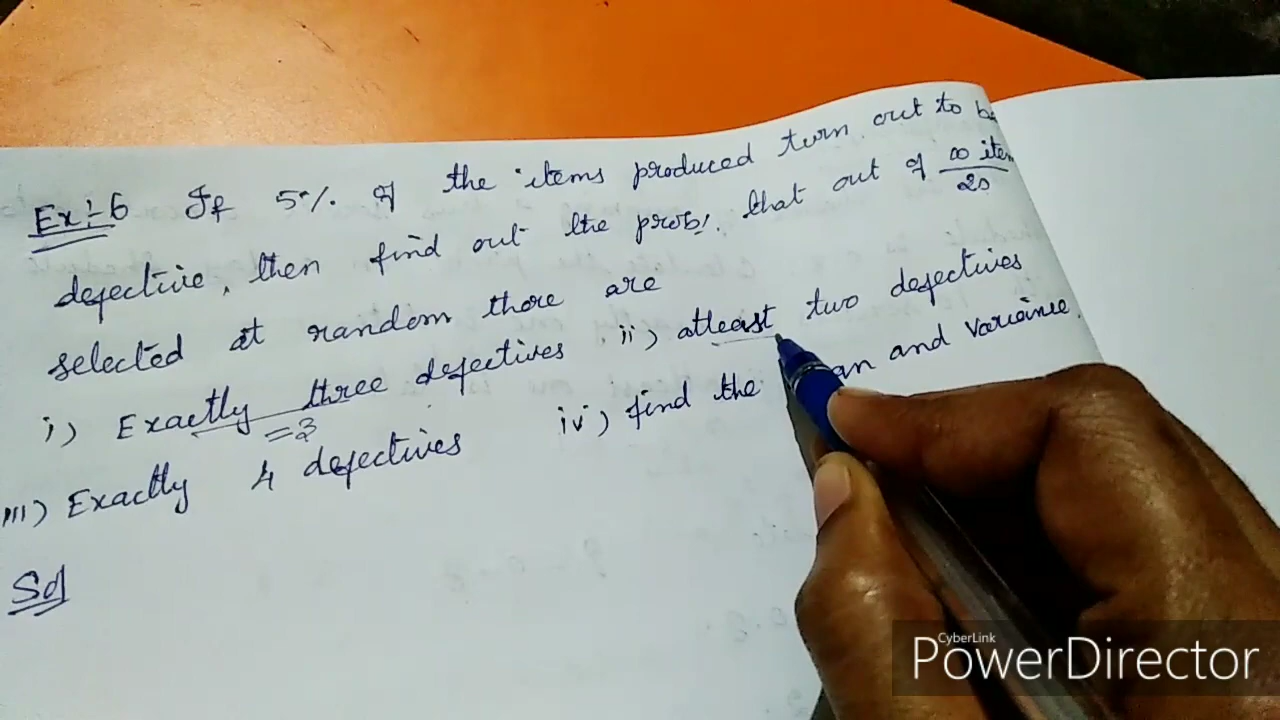 Ex:- 6 If 5% of the items produced turn out to be
defective, then find out the prob!. that out of 20 item
selected at random there are
i) Exactly three defectives ii) atleast two defectives
=3
iii) Exactly 4 defectives iv) find the an and variance.
Sol
CyberLink
PowerDirector